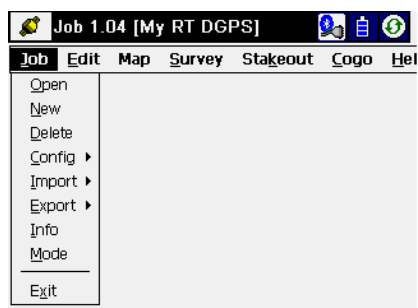 Job 1.04 [My RT DGPS]
Job Edit Map Survey Stakeout Cogo Hel
Open
New
Delete
Config
Import
Export
Info
Mode
Exit